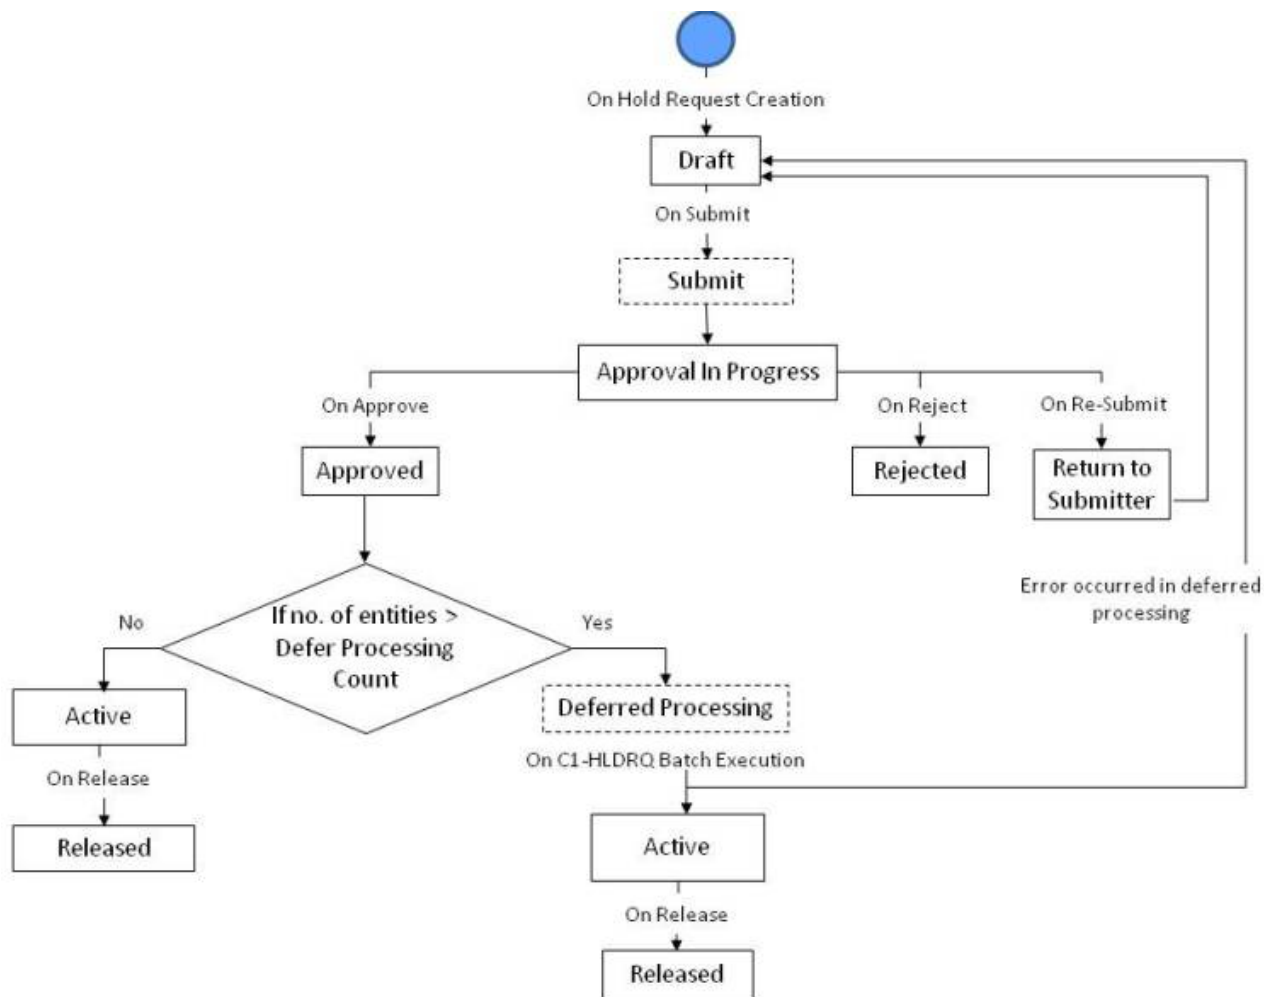 On Hold Request Creation
Draft
On Submit
Submit
Approval In Progress
On Approve
On Reject
On Re-Submit
Approved
Rejected
Return to
Submitter
If no. of entities >
Defer Processing
Count
No
Yes
Error occurred in deferred
processing
Active
Deferred Processing
On Release
On C1-HLDRQ Batch Execution
Released
Active
On Release
Released